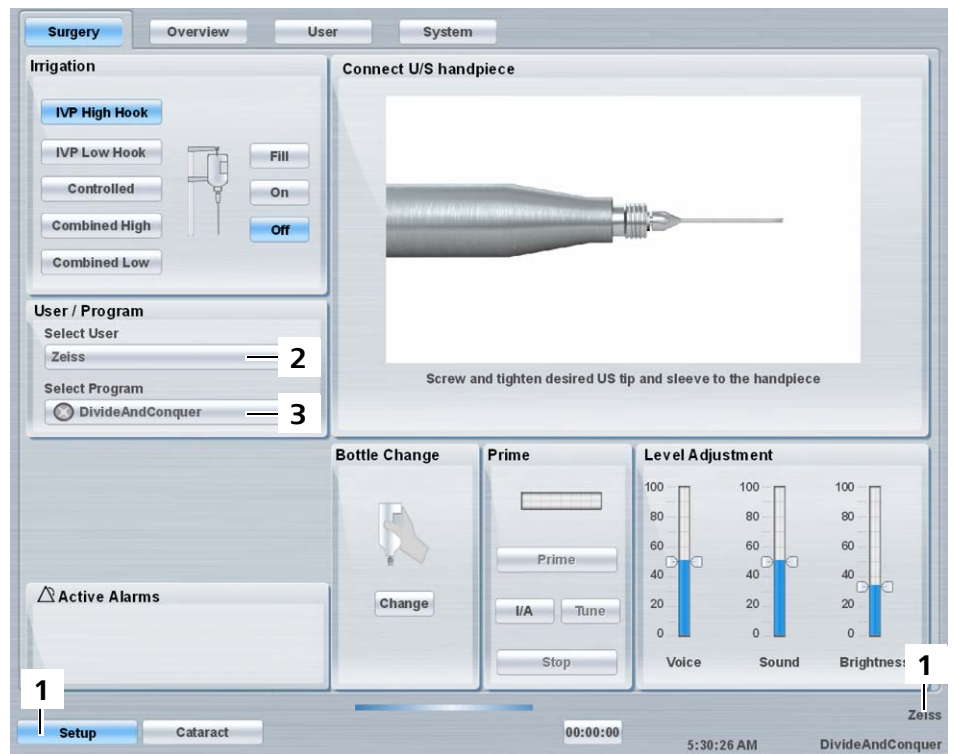 Surgery
Overview
User
System
Irrigation
IVP High Hook
IVP Low Hook
Controlled
Combined High
Combined Low
Fill
On
Off
Connect U/S handpiece
Screw and tighten desired US tip and sleeve to the handpiece
User / Program
Select User
Zeiss
2
Select Program
DivideAndConquer
3
Bottle Change
Change
Prime
Prime
I/A
Tune
Stop
Level Adjustment
100
80
60
40
20
0
Voice
100
80
60
40
20
0
Sound
100
80
60
40
20
0
Brightness
Active Alarms
1
Setup
Cataract
00:00:00
5:30:26 AM
1
Zeiss
DivideAndConquer